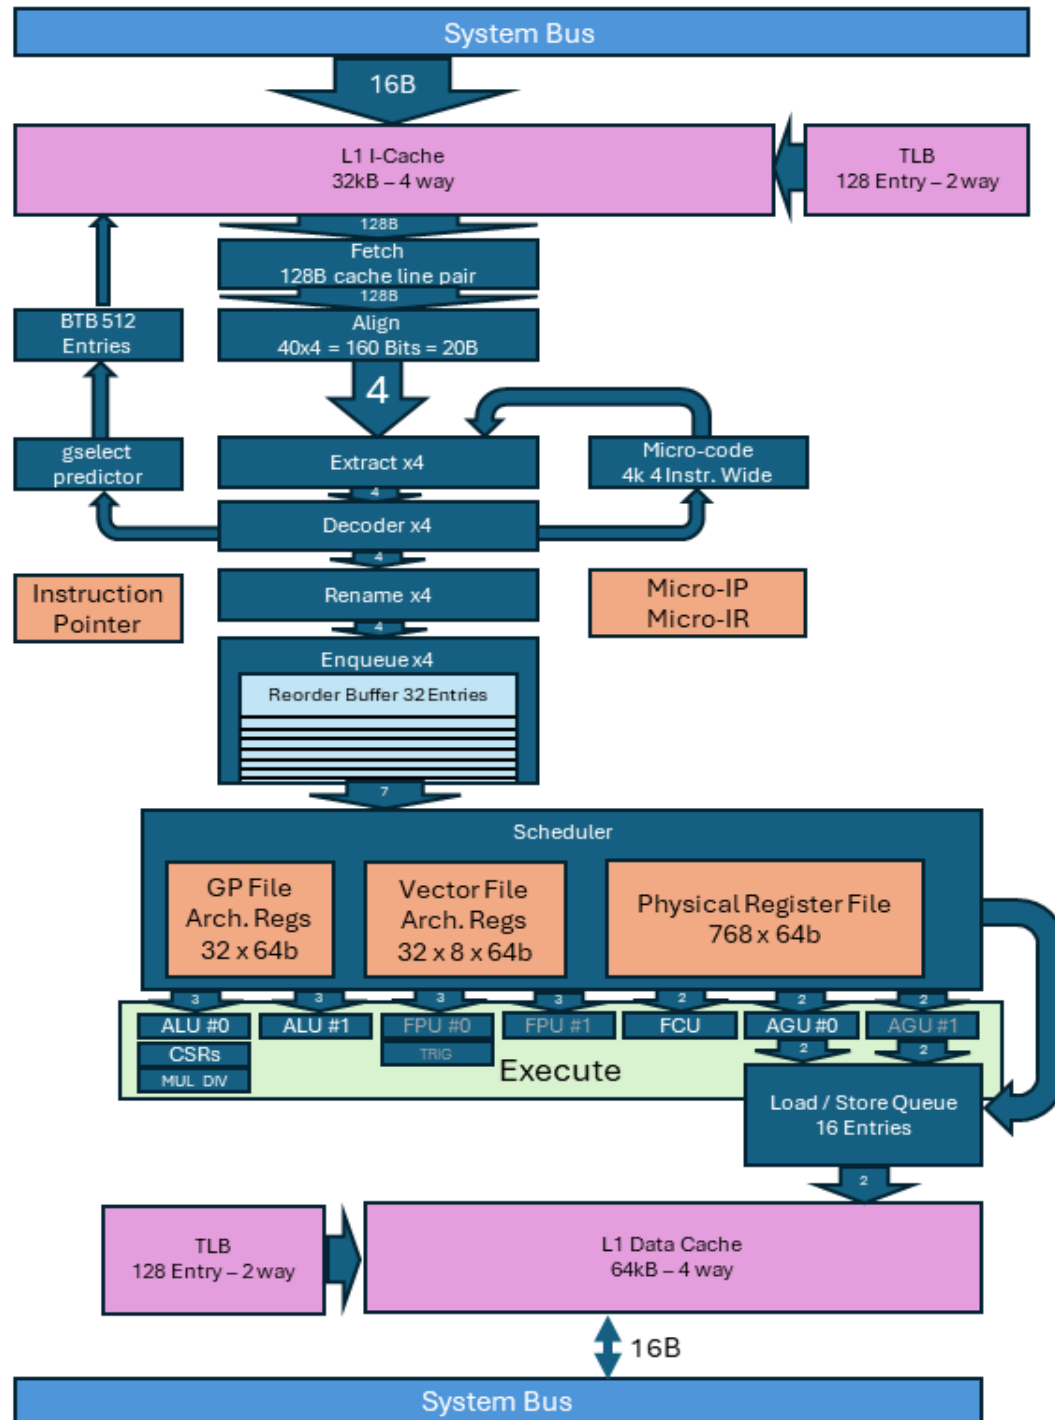 System Bus
16B
L1 I-Cache
32kB – 4 way
TLB
128 Entry – 2 way
128B
Fetch
128B cache line pair
128B
BTB 512
Entries
Align
40x4 = 160 Bits = 20B
4
gselect
predictor
Extract x4
Micro-code
4k 4 Instr. Wide
4
Decoder x4
4
Instruction
Pointer
Rename x4
Micro-IP
Micro-IR
4
Enqueue x4
Reorder Buffer 32 Entries
7
Scheduler
GP File
Arch. Regs
32 x 64b
Vector File
Arch. Regs
32 x 8 x 64b
Physical Register File
768 x 64b
3
3
3
3
2
2
2
ALU #0
ALU #1
FPU #0
FPU #1
FCU
AGU #0
AGU #1
CSRs
TRIG
2
2
MUL DIV
Execute
Load / Store Queue
16 Entries
2
TLB
128 Entry – 2 way
L1 Data Cache
64kB – 4 way
16B
System Bus